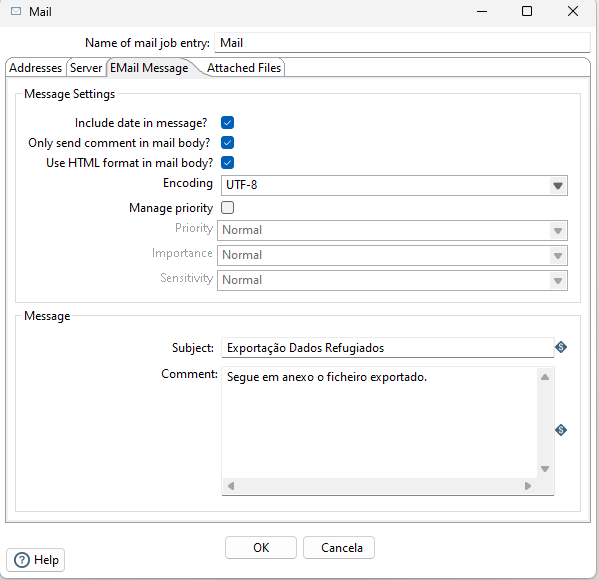 Mail
Name of mail job entry: Mail
Addresses Server EMail Message Attached Files
Message Settings
Include date in message?
Only send comment in mail body?
Use HTML format in mail body?
Encoding UTF-8
Manage priority
Priority Normal
Importance Normal
Sensitivity Normal
Message
Subject: Exportação Dados Refugiados
Comment: Segue em anexo o ficheiro exportado.
OK Cancela
Help